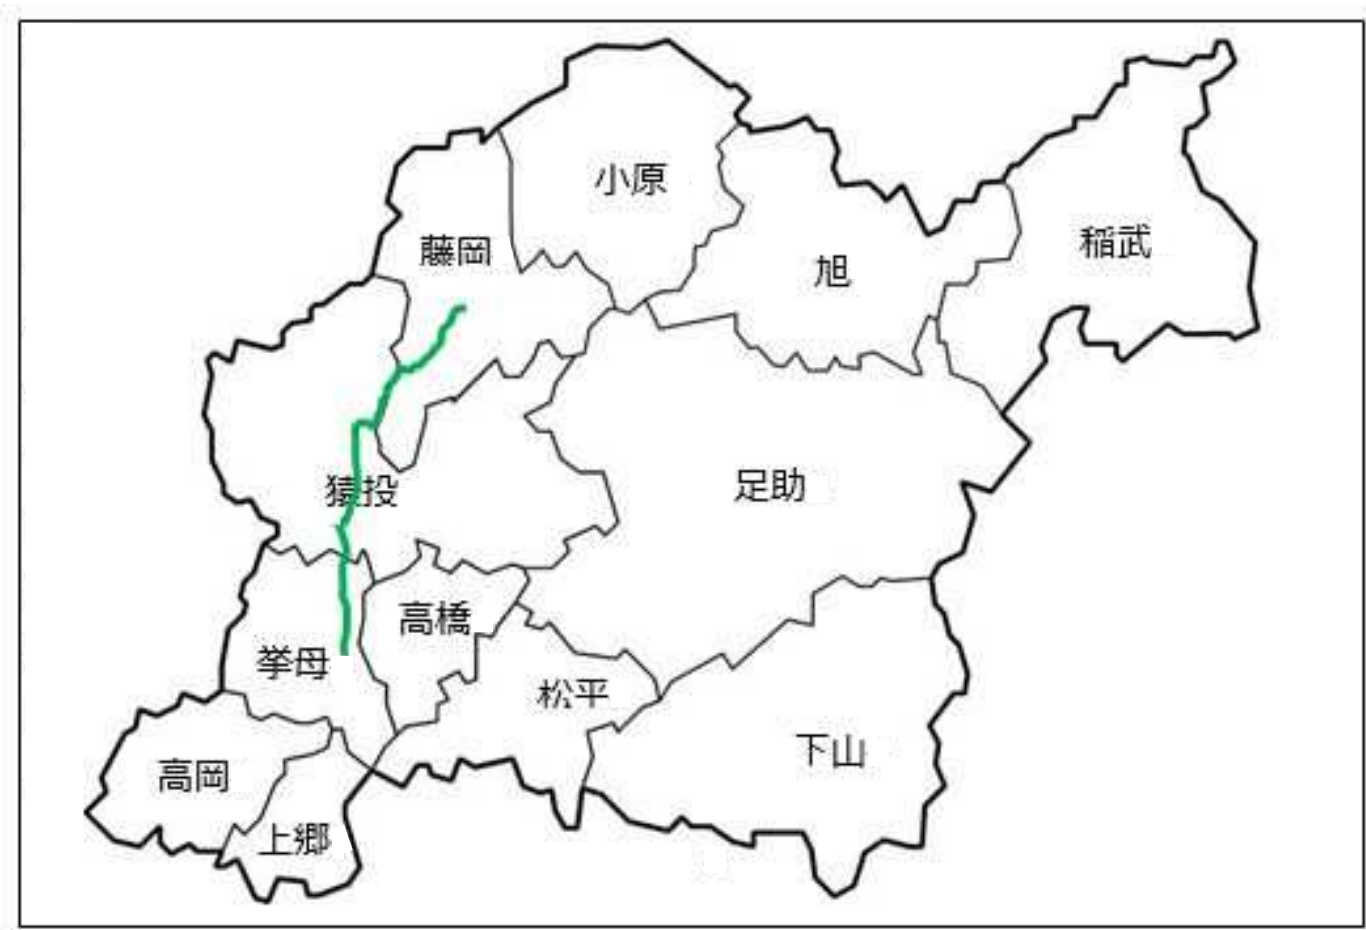 小原
藤岡
稲武
旭
猿投
足助
高橋
挙母
松平
下山
高岡
上郷